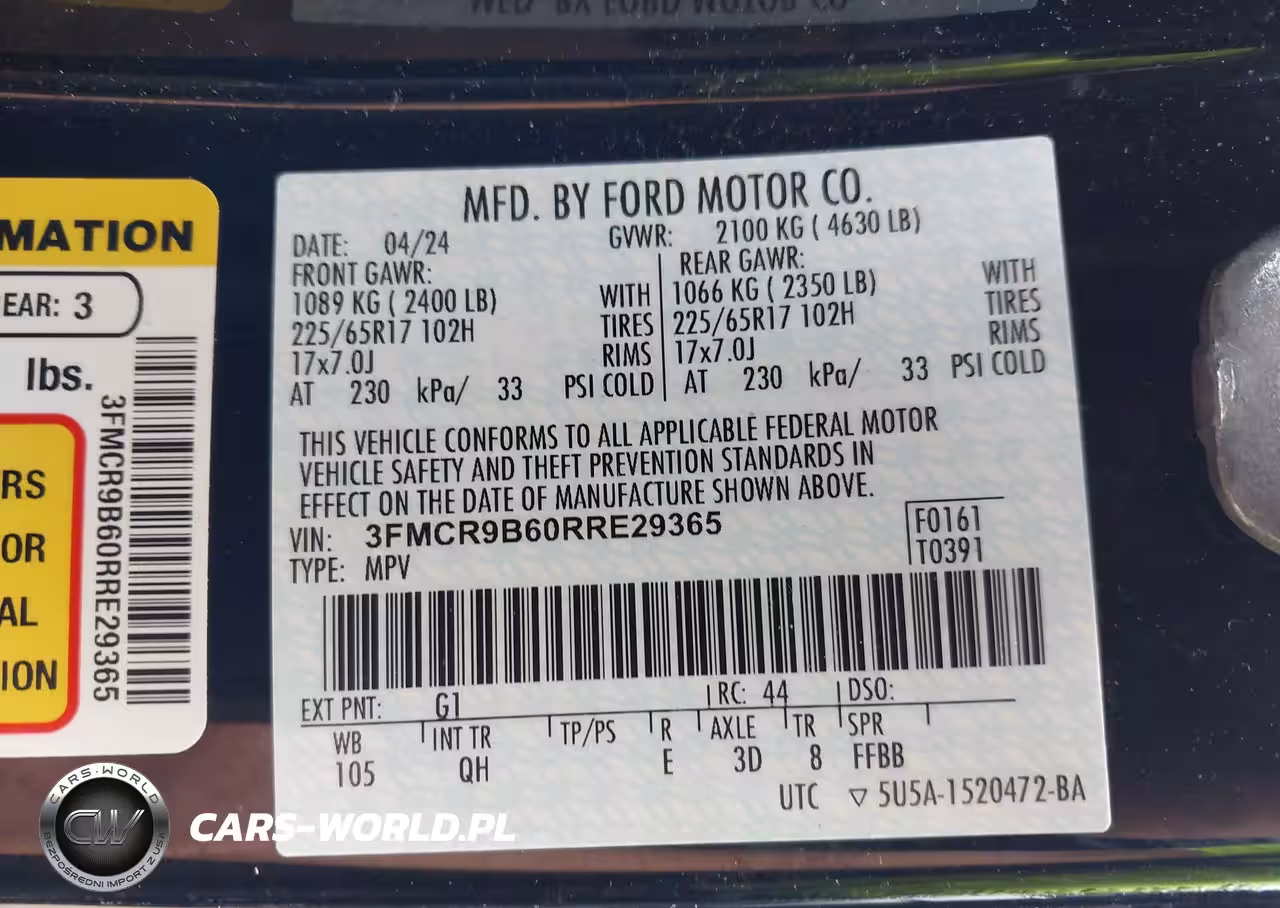 MFD. BY FORD MOTOR CO.
DATE: 04/24 GVWR: 2100 KG ( 4630 LB)
FRONT GAWR: REAR GAWR:
1089 KG ( 2400 LB) WITH 1066 KG ( 2350 LB) WITH
225/65R17 102H TIRES 225/65R17 102H TIRES
17x7.0J RIMS 17x7.0J RIMS
AT 230 kPa/ 33 PSI COLD AT 230 kPa/ 33 PSI COLD
THIS VEHICLE CONFORMS TO ALL APPLICABLE FEDERAL MOTOR
VEHICLE SAFETY AND THEFT PREVENTION STANDARDS IN
EFFECT ON THE DATE OF MANUFACTURE SHOWN ABOVE.
VIN: 3FMCR9B60RRE29365
F0161
TYPE: MPV
T0391
EXT PNT: G1 RC: 44 DSO:
WB INT TR TP/PS R AXLE TR SPR
105 QH E 3D 8 FFBB
UTC ▽ 5U5A-1520472-BA
MATION
EAR: 3
lbs.
3FMCR9B60RRE29365
RS
OR
AL
ION
CARS-WORLD
CW
BEZPOŚREDNI IMPORT Z USA
CARS-WORLD.PL